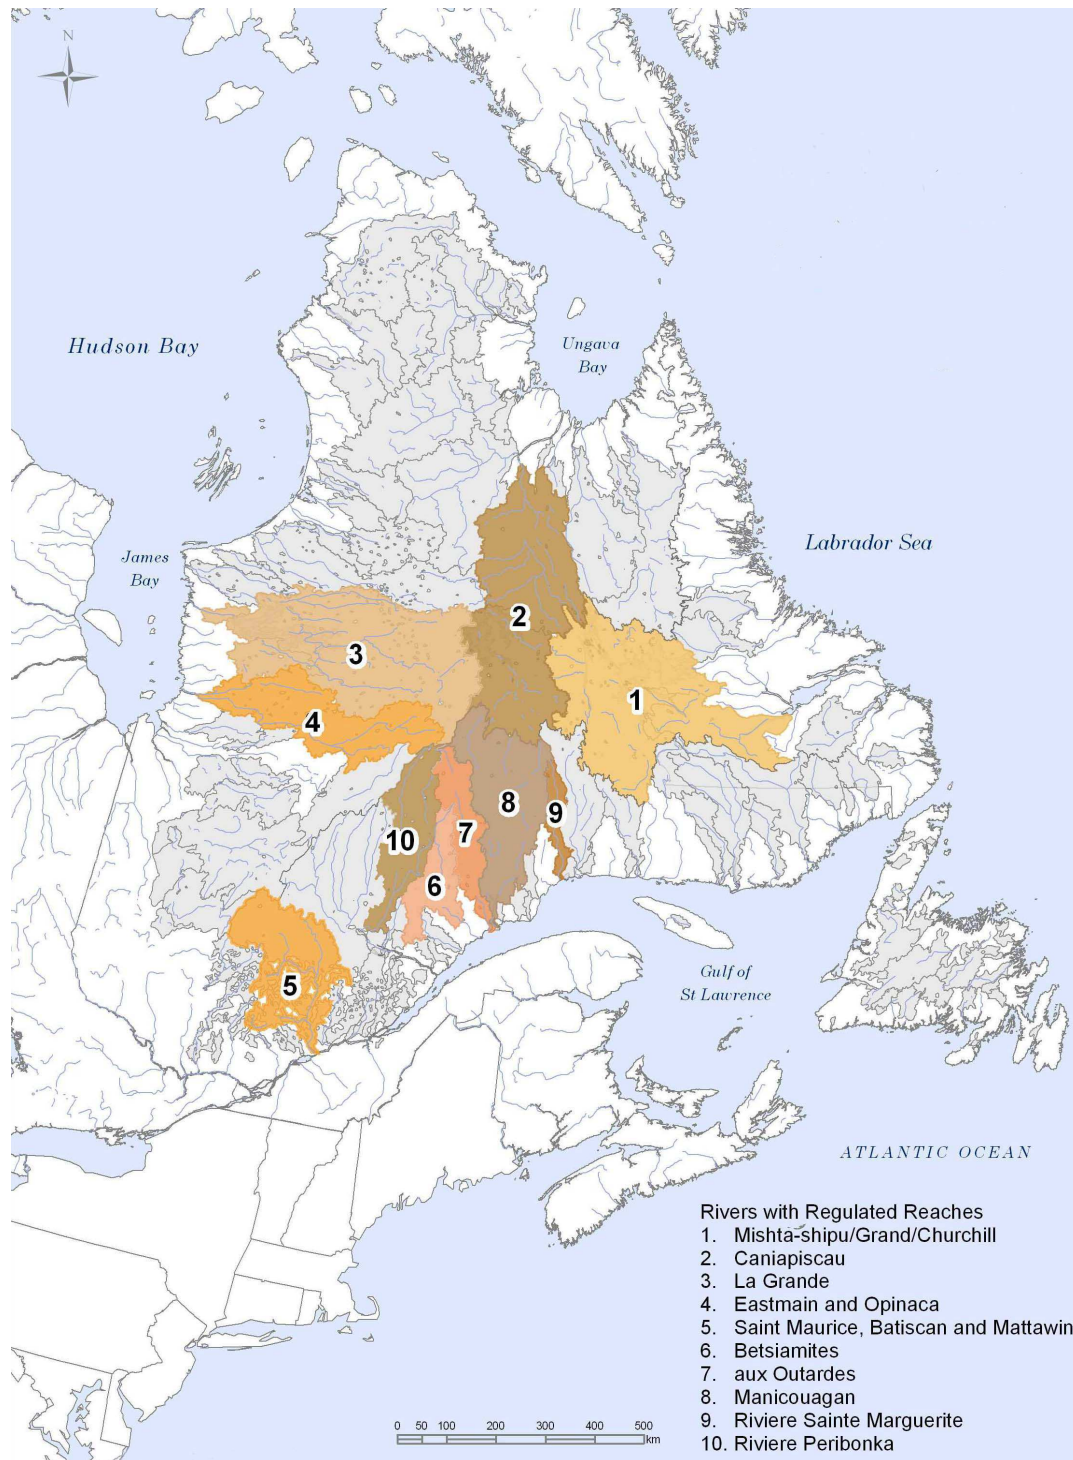 N
Hudson Bay
Ungava
Bay
James
Bay
Labrador Sea
2
3
1
4
8
9
7
10
6
5
Gulf of
St Lawrence
ATLANTIC OCEAN
Rivers with Regulated Reaches
1. Mishta-shipu/Grand/Churchill
2. Caniapiscau
3. La Grande
4. Eastmain and Opinaca
5. Saint Maurice, Batiscan and Mattawin
6. Betsiamites
7. aux Outardes
8. Manicouagan
9. Riviere Sainte Marguerite
10. Riviere Peribonka
0 50 100 200 300 400 500
km